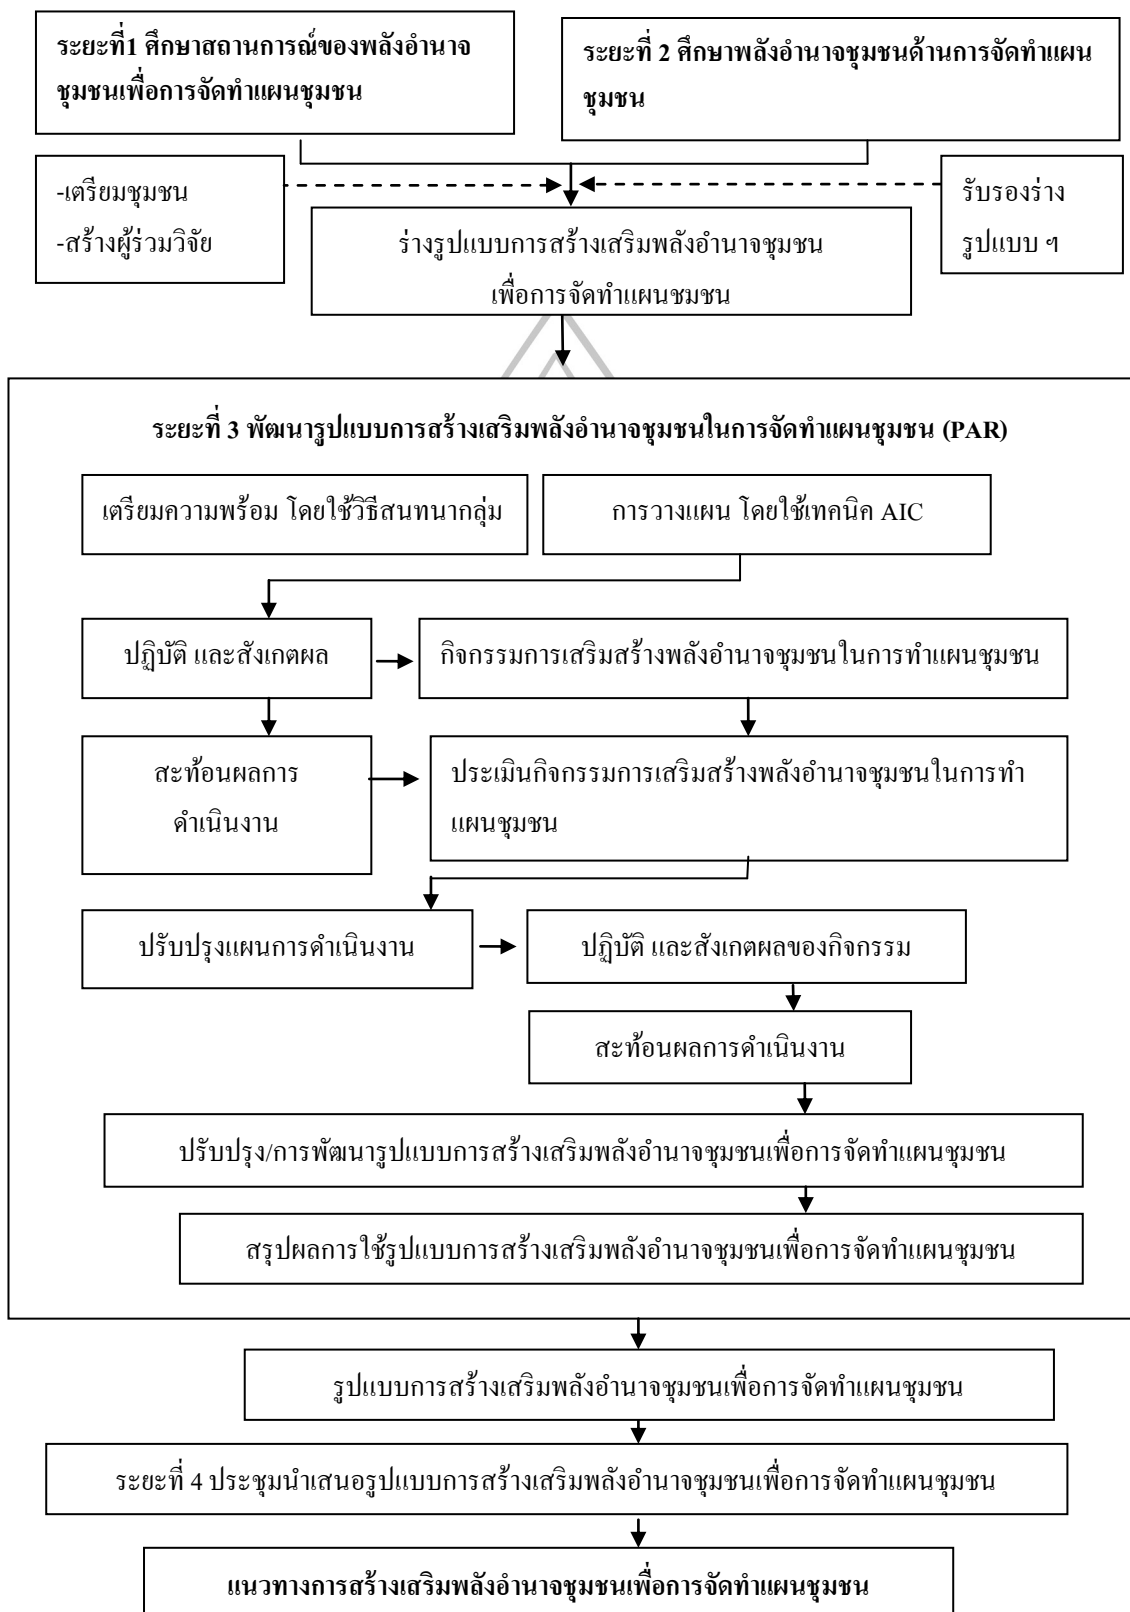 ระยะที่1 ศึกษาสถานการณ์ของพลังอำนาจ
ชุมชนเพื่อการจัดทำแผนชุมชน
ระยะที่ 2 ศึกษาพลังอำนาจชุมชนด้านการจัดทำแผน
ชุมชน
-เตรียมชุมชน
-สร้างผู้ร่วมวิจัย
รับรองร่าง
รูปแบบ ฯ
ร่างรูปแบบการสร้างเสริมพลังอำนาจชุมชน
เพื่อการจัดทำแผนชมชน
ระยะที่ 3 พัฒนารูปแบบการสร้างเสริมพลังอำนาจชุมชนในการจัดทำแผนชุมชน (PAR)
เตรียมความพร้อม โดยใช้วิธีสนทนากลุ่ม
การวางแผน โดยใช้เทคนิค AIC
ปฏิบัติ และสังเกตผล
กิจกรรมการเสริมสร้างพลังอำนาจชุมชนในการทำแผนชุมชน
สะท้อนผลการ
ดำเนินงาน
ประเมินกิจกรรมการเสริมสร้างพลังอำนาจชุมชนในการทำ
แผนชุมชน
ปรับปรุงแผนการดำเนินงาน
ปฏิบัติ และสังเกตผลของกิจกรรม
สะท้อนผลการดำเนินงาน
ปรับปรุง/การพัฒนารูปแบบการสร้างเสริมพลังอำนาจชุมชนเพื่อการจัดทำแผนชุมชน
สรุปผลการใช้รูปแบบการสร้างเสริมพลังอำนาจชุมชนเพื่อการจัดทำแผนชุมชน
รูปแบบการสร้างเสริมพลังอำนาจชุมชนเพื่อการจัดทำแผนชุมชน
ระยะที่ 4 ประชุมนำเสนอรูปแบบการสร้างเสริมพลังอำนาจชุมชนเพื่อการจัดทำแผนชุมชน
แนวทางการสร้างเสริมพลังอำนาจชุมชนเพื่อการจัดทำแผนชุมชน